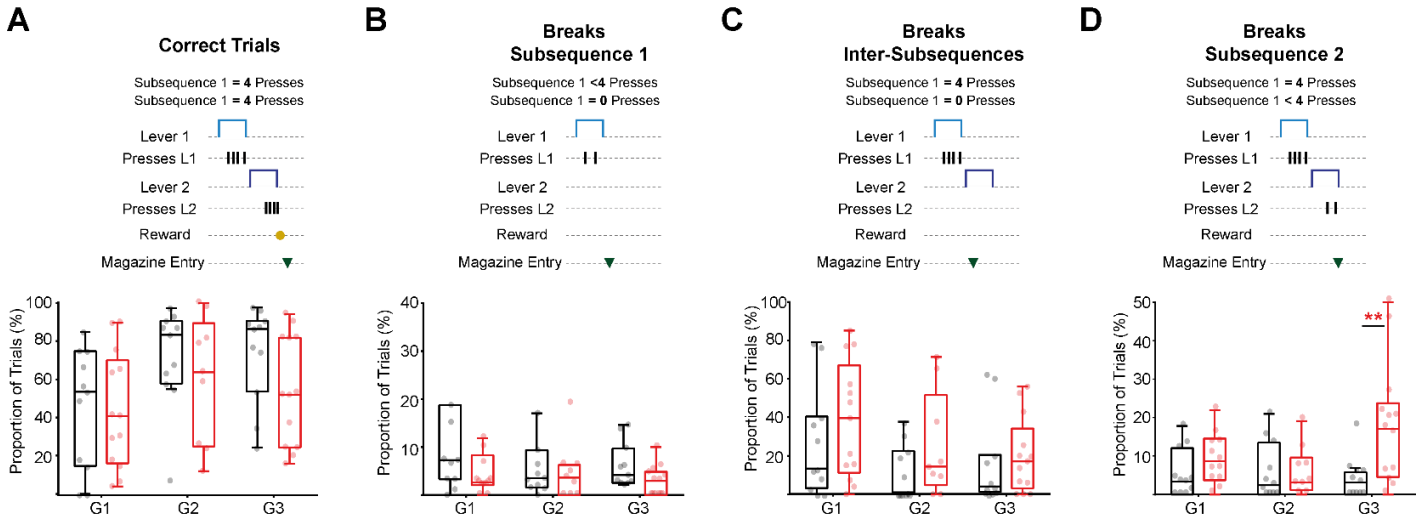 A
Correct Trials
Subsequence 1 = 4 Presses
Subsequence 1 = 4 Presses
Lever 1
Presses L1
Lever 2
Presses L2
Reward
Magazine Entry
Proportion of Trials (%)
100
80
60
40
20
G1
G2
G3
B
Breaks
Subsequence 1
Subsequence 1 <4 Presses
Subsequence 1 = 0 Presses
Lever 1
Presses L1
Lever 2
Presses L2
Reward
Magazine Entry
Proportion of Trials (%)
40
30
20
10
G1
G2
G3
C
Breaks
Inter-Subsequences
Subsequence 1 = 4 Presses
Subsequence 1 = 0 Presses
Lever 1
Presses L1
Lever 2
Presses L2
Reward
Magazine Entry
Proportion of Trials (%)
100
80
60
40
20
G1
G2
G3
D
Breaks
Subsequence 2
Subsequence 1 = 4 Presses
Subsequence 1 < 4 Presses
Lever 1
Presses L1
Lever 2
Presses L2
Reward
Magazine Entry
Proportion of Trials (%)
50
40
30
20
10
0
**
G1
G2
G3